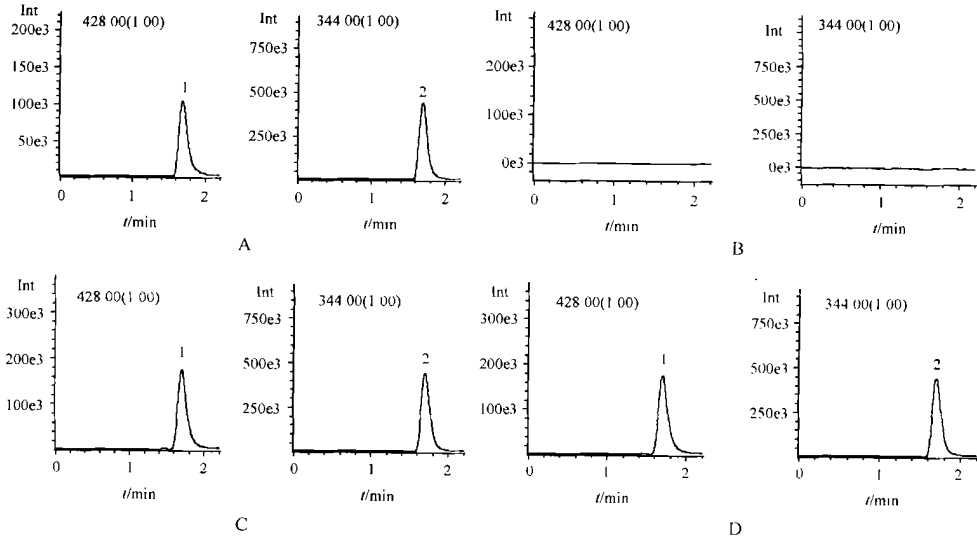 Int 428 00(1 00)
200e3
150e3
100e3
50e3
1
0 1 2
t/min
Int 344 00(1 00)
750e3
500e3
250e3
2
0 1 2
t/min
A
Int 428 00(1 00)
200e3
100e3
0e3
0 1 2
t/min
Int 344 00(1 00)
750e3
500e3
250e3
0e3
0 1 2
t/min
B
Int 428 00(1 00)
300e3
200e3
100e3
1
0 1 2
t/min
Int 344 00(1 00)
750e3
500e3
250e3
2
0 1 2
t/min
C
Int 428 00(1 00)
300e3
200e3
100e3
1
0 1 2
t/min
Int 344 00(1 00)
750e3
500e3
250e3
2
0 1 2
t/min
D